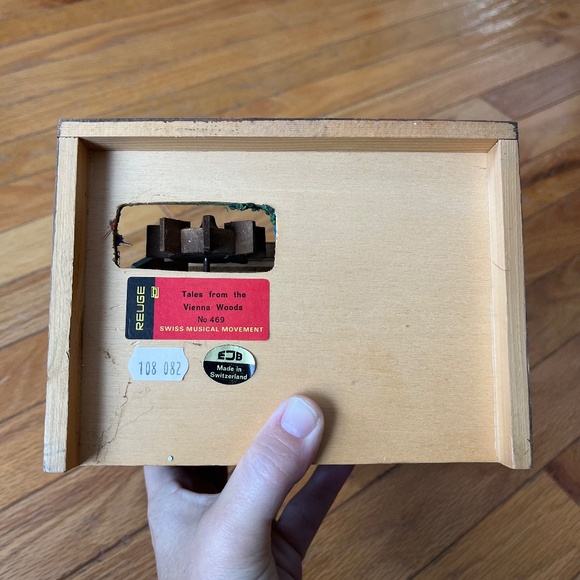 REUGE
Tales from the
Vienna Woods
No 469
SWISS MUSICAL MOVEMENT
108 082
EJB
Made in
Switzerland